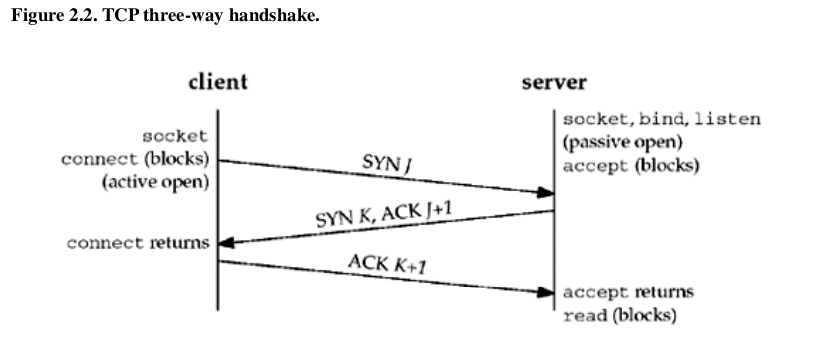 Figure 2.2. TCP three-way handshake.
client
server
socket, bind, listen
(passive open)
accept (blocks)
socket
connect (blocks)
(active open)
SYN J
SYN K, ACK J+1
connect returns
ACK K+1
accept returns
read (blocks)